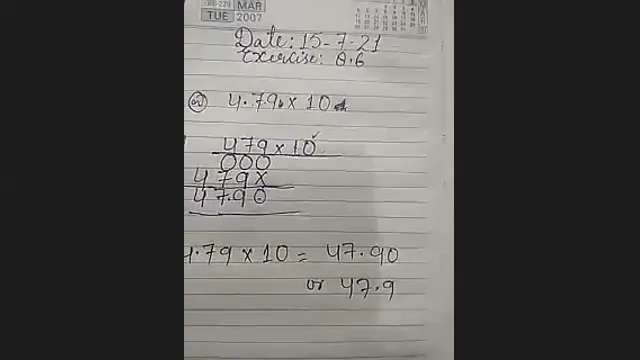 MAR
TUE 2007
Date: 15-7-21
Exercise: 8.6
4.79 x 10
479 x 10
000
479x
4790
4.79 x 10 = 47.90
or 47.9